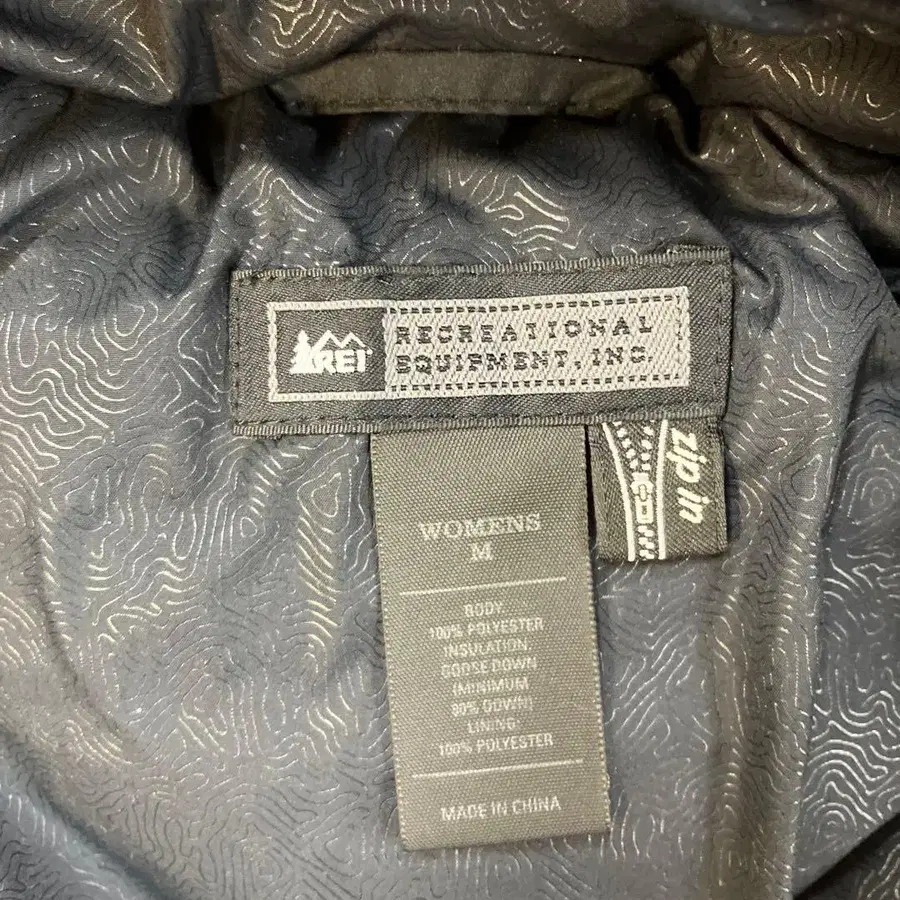 REI
RECREATIONAL
EQUIPMENT, INC.
zip in
WOMENS
M
BODY
100% POLYESTER
INSULATION:
GOOSE DOWN
(MINIMUM
80% DOWN)
LINING:
100% POLYESTER
MADE IN CHINA